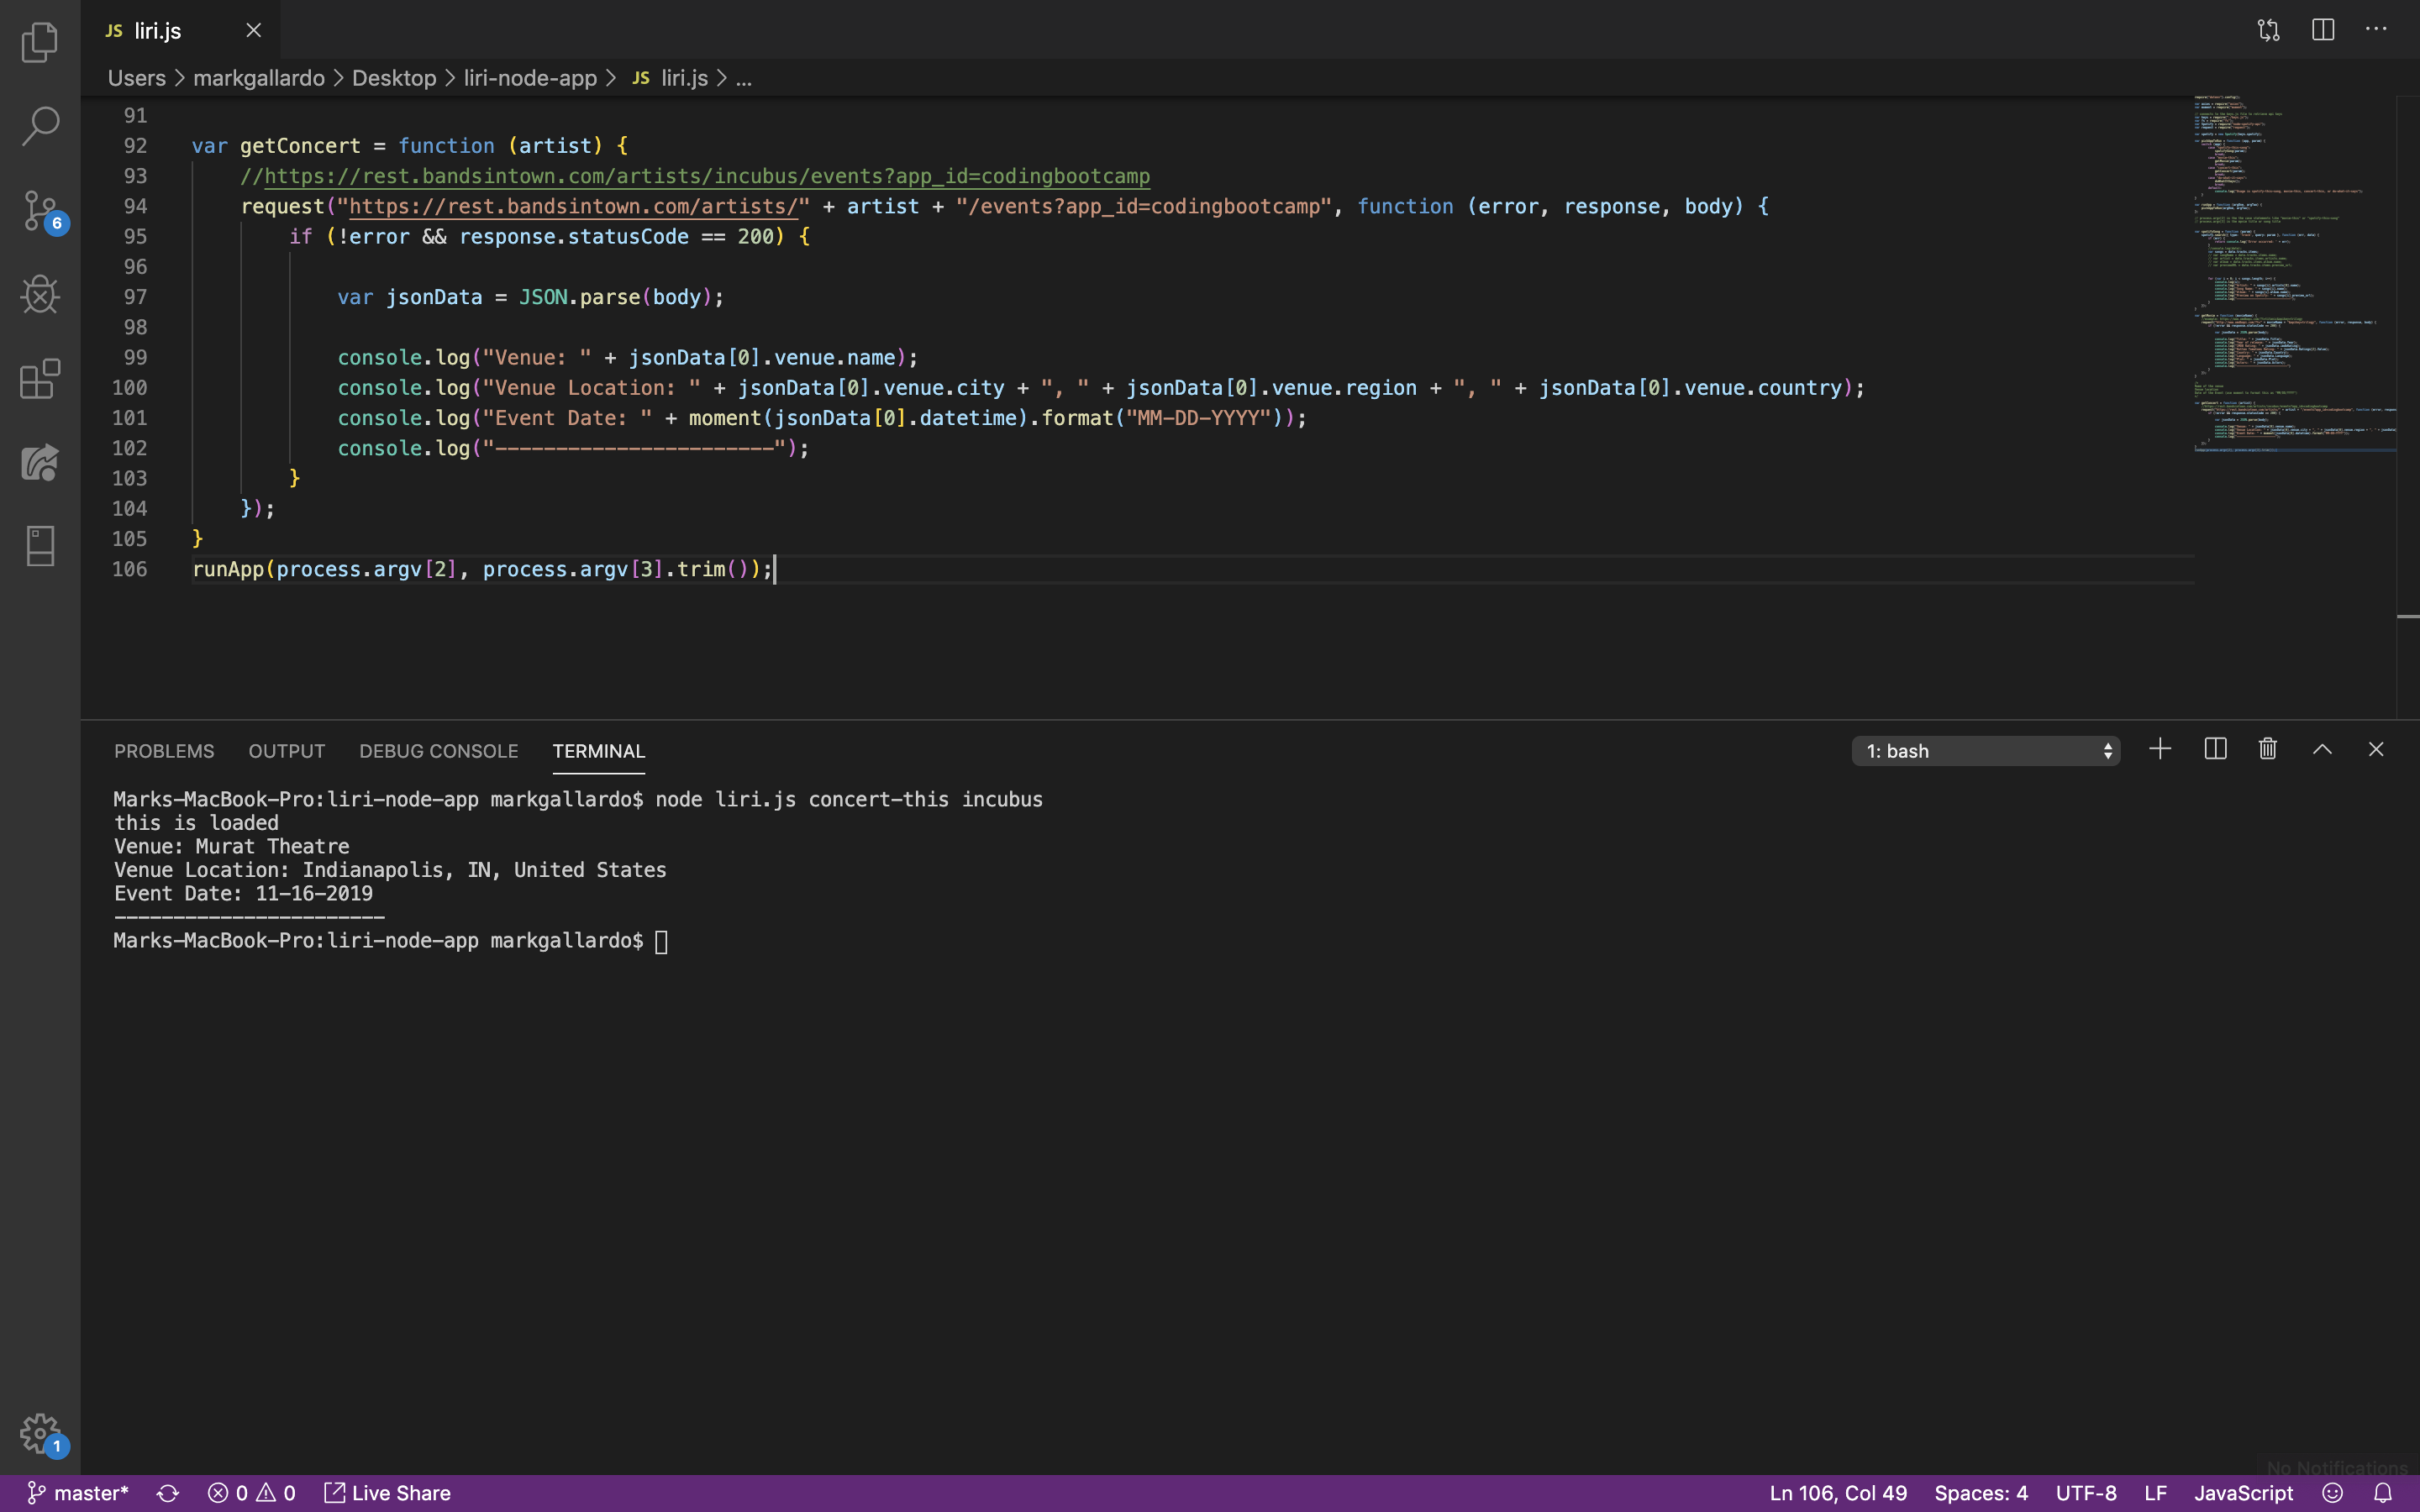 JS liri.js
Users > markgallardo > Desktop > liri-node-app > JS liri.js > ...
91
92 var getConcert = function (artist) {
93 //https://rest.bandsintown.com/artists/incubus/events?app_id=codingbootcamp
94 request("https://rest.bandsintown.com/artists/" + artist + "/events?app_id=codingbootcamp", function (error, response, body) {
95 if (!error && response.statusCode == 200) {
96
97 var jsonData = JSON.parse(body);
98
99 console.log("Venue: " + jsonData[0].venue.name);
100 console.log("Venue Location: " + jsonData[0].venue.city + ", " + jsonData[0].venue.region + ", " + jsonData[0].venue.country);
101 console.log("Event Date: " + moment(jsonData[0].datetime).format("MM-DD-YYYY"));
102 console.log("-----------------------");
103 }
104 });
105 }
106 runApp(process.argv[2], process.argv[3].trim());
6
PROBLEMS OUTPUT DEBUG CONSOLE TERMINAL 1: bash
Marks-MacBook-Pro:liri-node-app markgallardo$ node liri.js concert-this incubus
this is loaded
Venue: Murat Theatre
Venue Location: Indianapolis, IN, United States
Event Date: 11-16-2019
-----------------------
Marks-MacBook-Pro:liri-node-app markgallardo$
1
No Notifications
master* 0 0 Live Share Ln 106, Col 49 Spaces: 4 UTF-8 LF JavaScript